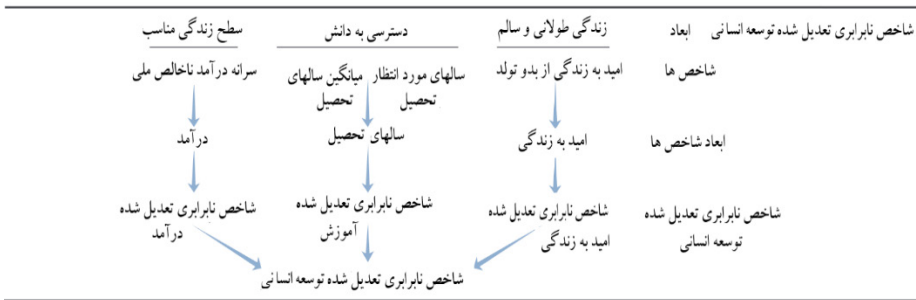 شاخص نابرابری تعدیل شده توسعه انسانی ابعاد زندگی طولانی و سالم دسترسی به دانش سطح زندگی مناسب
شاخص ها امید به زندگی از بدو تولد سالهای مورد انتظار میانگین سالهای سرانه درآمد ناخالص ملی
تحصیل تحصیل
ابعاد شاخص ها امید به زندگی سالهای تحصیل درآمد
شاخص نابرابری تعدیل شده شاخص نابرابری تعدیل شده شاخص نابرابری تعدیل شده شاخص نابرابری تعدیل شده
توسعه انسانی امید به زندگی آموزش درآمد
شاخص نابرابری تعدیل شده توسعه انسانی